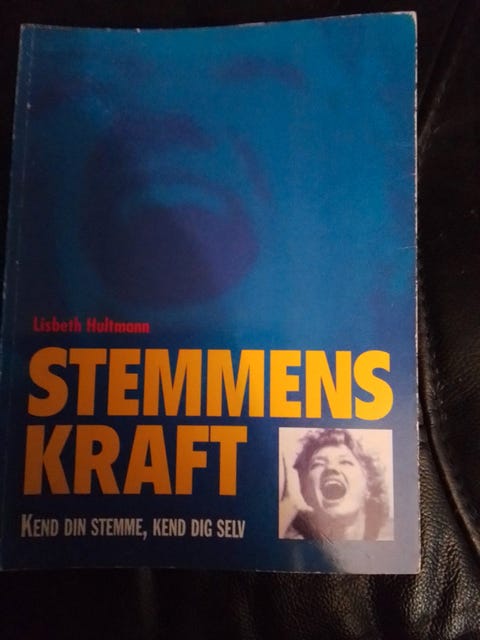 Lisbeth Hultmann
STEMMENS
KRAFT
KEND DIN STEMME, KEND DIG SELV